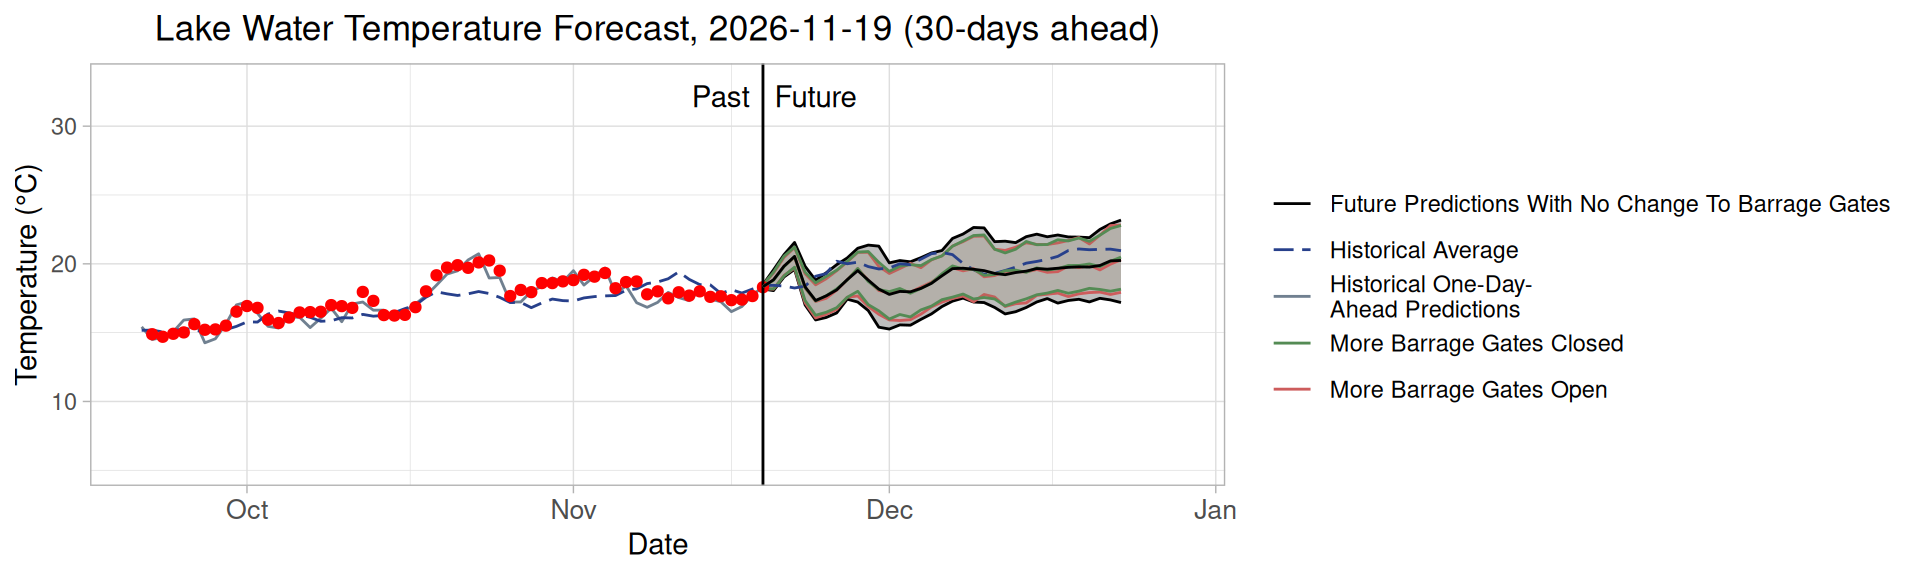 Lake Water Temperature Forecast, 2026-11-19 (30-days ahead)
Past
Future
30
20
10
Temperature (°C)
Oct
Nov
Dec
Jan
Date
Future Predictions With No Change To Barrage Gates
Historical Average
Historical One-Day-
Ahead Predictions
More Barrage Gates Closed
More Barrage Gates Open